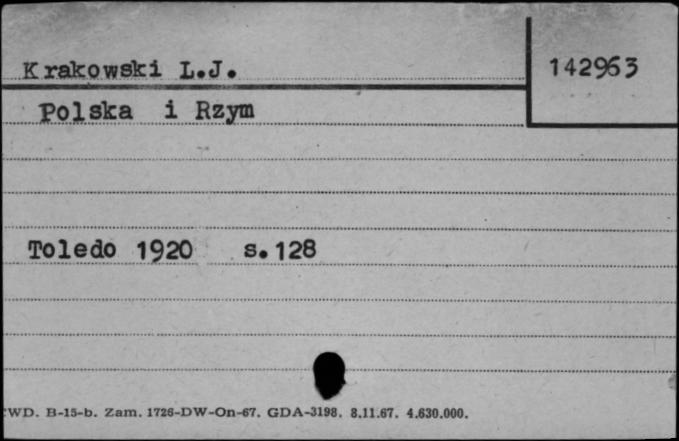 Krakowski L.J.
142963
Polska i Rzym
Toledo 1920 s.128
WD. B-15-b. Zam. 1726-DW-On-67. GDA-3198. 8.11.67. 4.630.000.